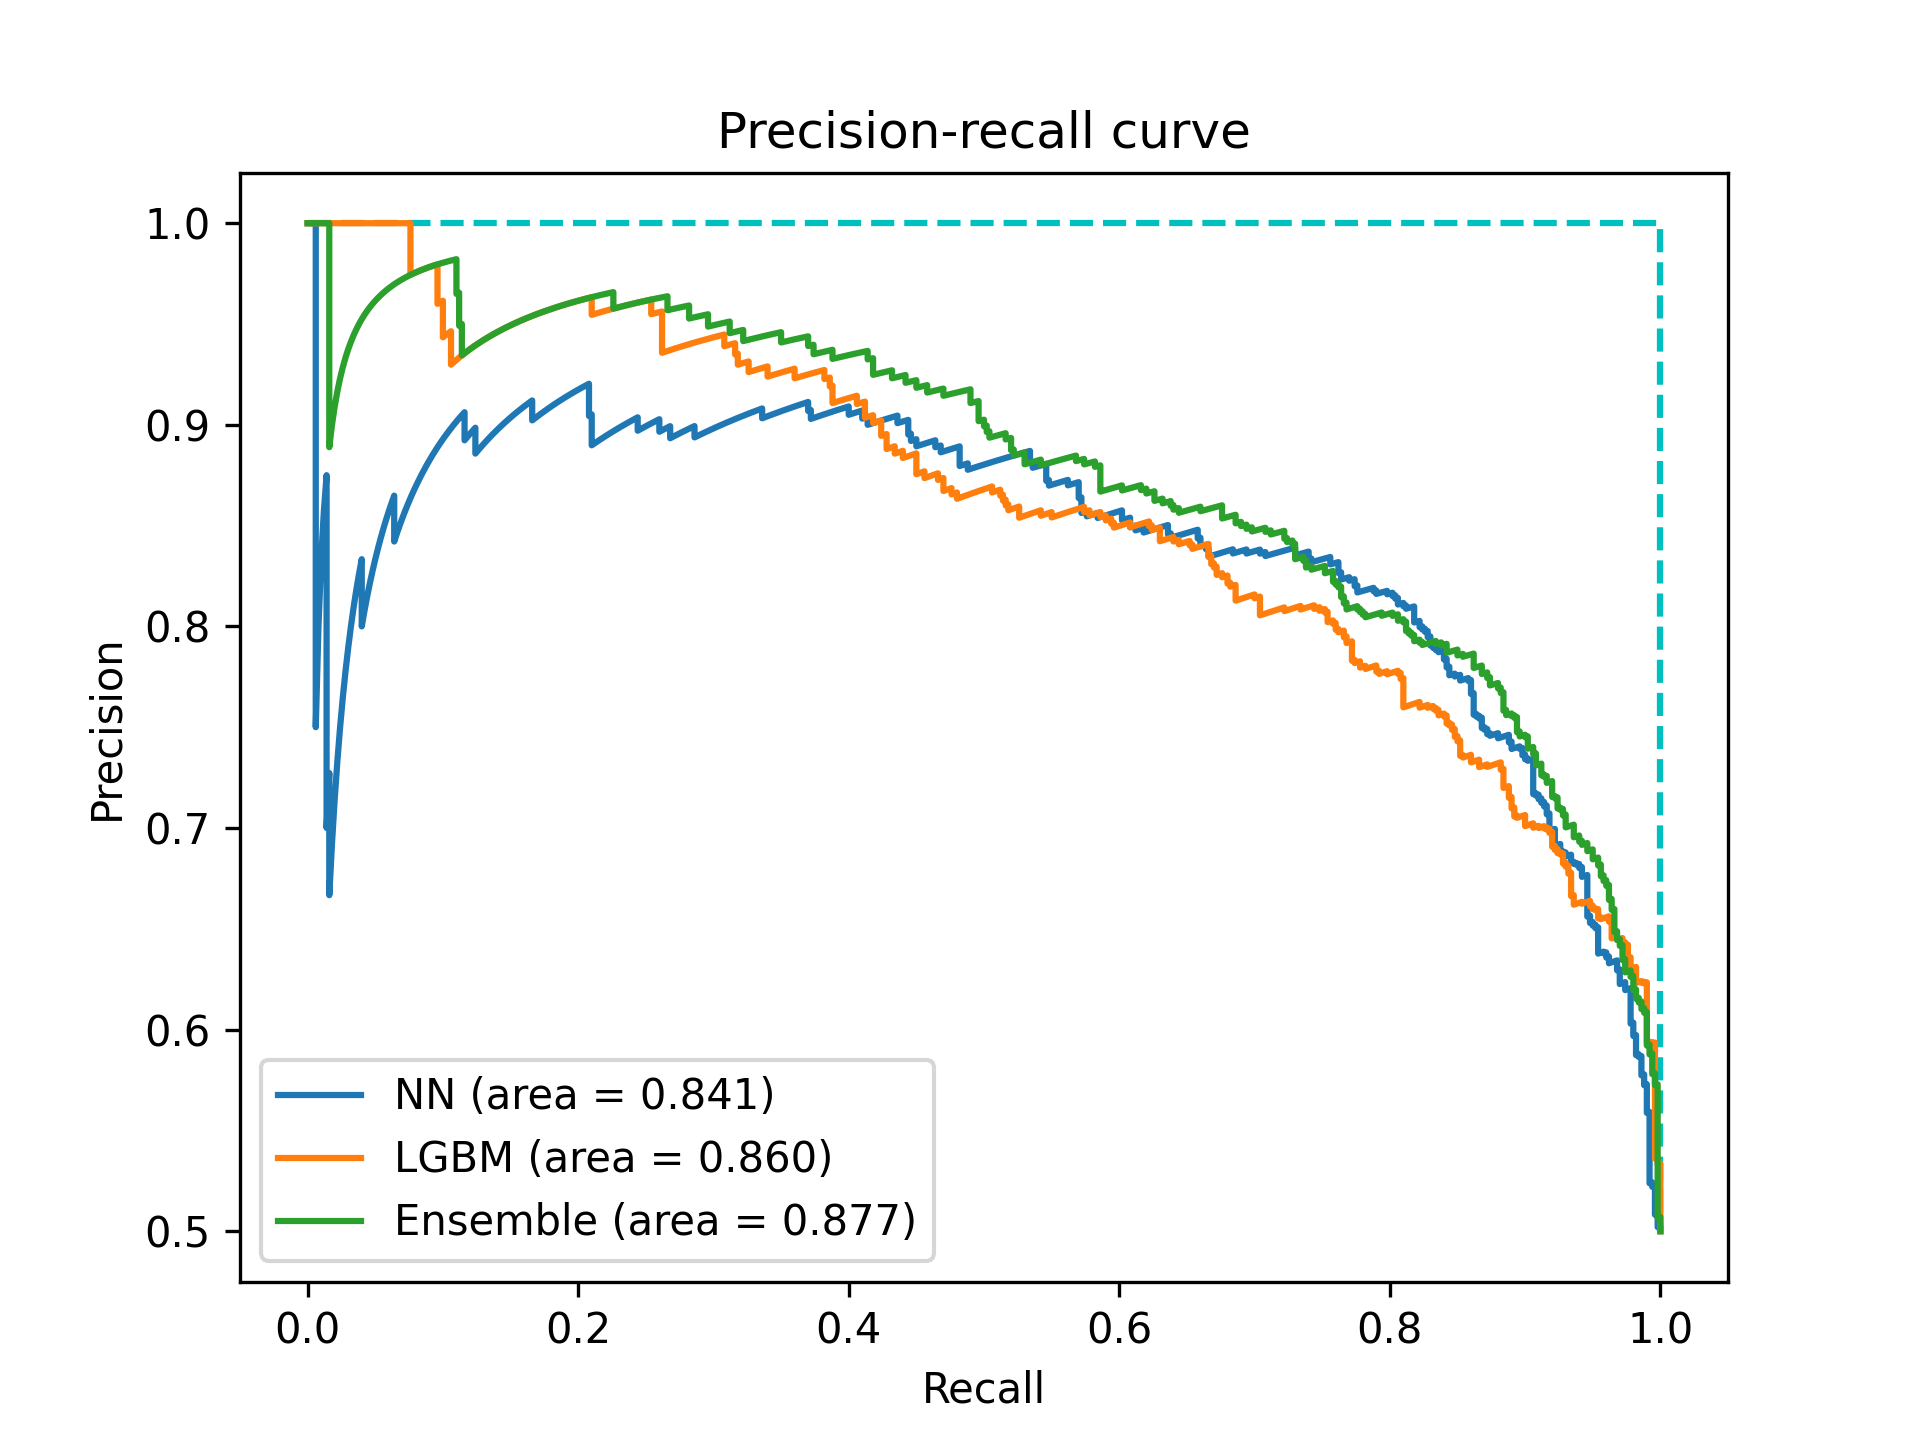 Precision-recall curve
1.0
0.9
0.8
0.7
0.6
0.5
Precision
NN (area = 0.841)
LGBM (area = 0.860)
Ensemble (area = 0.877)
0.0 0.2 0.4 0.6 0.8 1.0
Recall